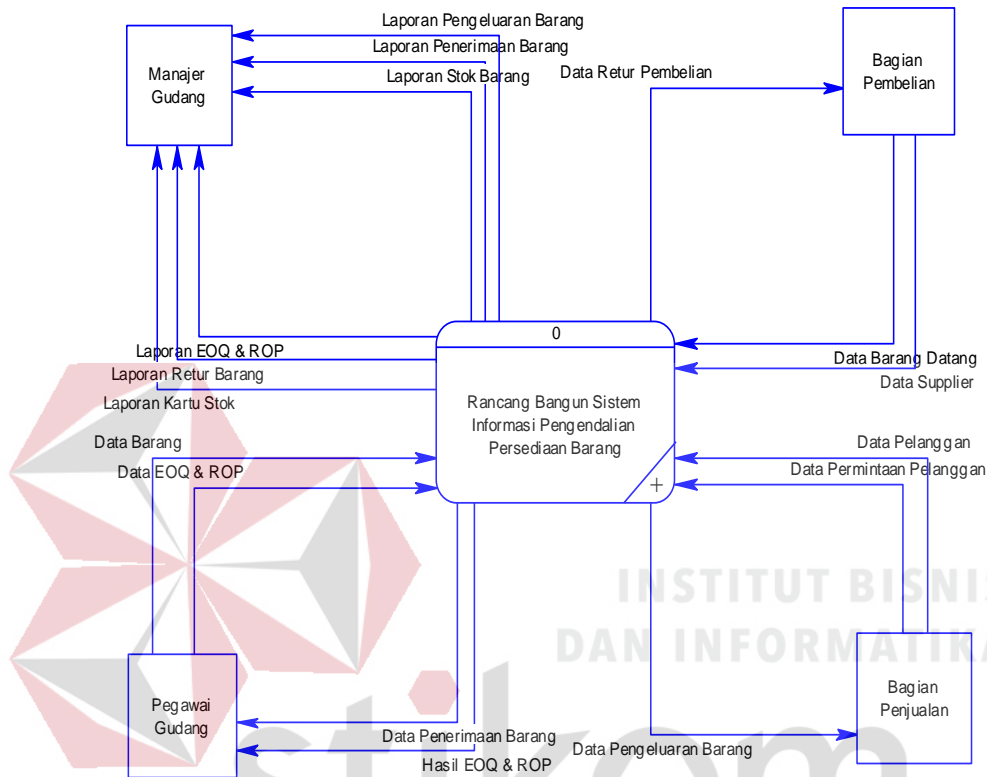 Laporan Pengeluaran Barang
Laporan Penerimaan Barang
Laporan Stok Barang
Manajer
Gudang
Data Retur Pembelian
Bagian
Pembelian
0
Laporan EOQ & ROP
Laporan Retur Barang
Laporan Kartu Stok
Data Barang Datang
Data Supplier
Rancang Bangun Sistem
Informasi Pengendalian
Persediaan Barang
+
Data Barang
Data EOQ & ROP
Data Pelanggan
Data Permintaan Pelanggan
INSTITUT BISNIS
DAN INFORMATIKA
Pegawai
Gudang
Bagian
Penjualan
Data Penerimaan Barang
Hasil EOQ & ROP
Data Pengeluaran Barang
stikom